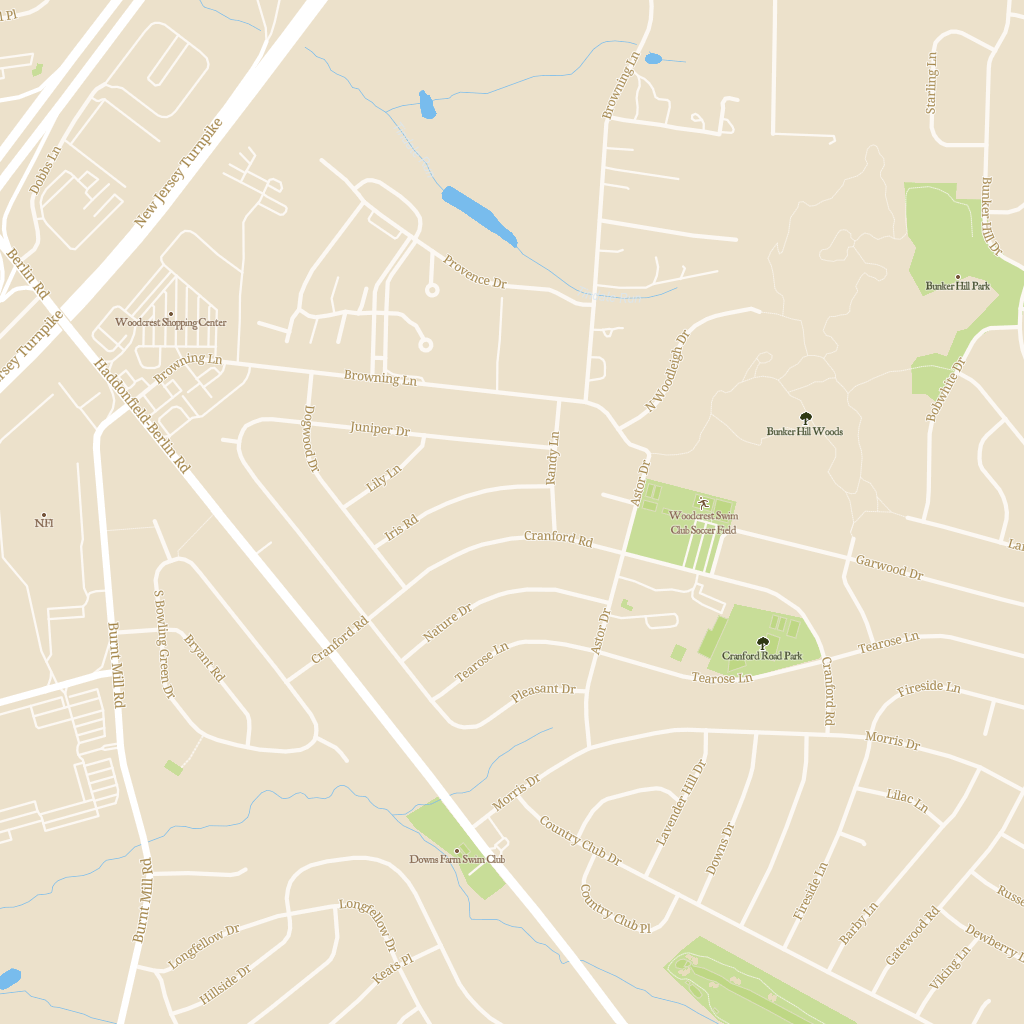 l Pl
Dobbs Ln
New Jersey Turnpike
Browning Ln
Starling Ln
Bunker Hill Dr
Bunker Hill Park
Berlin Rd
Provence Dr
Woodcrest Shopping Center
ersey Turnpike
Browning Ln
Haddonfield-Berlin Rd
Browning Ln
N Woodleigh Dr
Bobwhite Dr
Bunker Hill Woods
Dogwood Dr
Juniper Dr
Lily Ln
Randy Ln
Astor Dr
Woodcrest Swim
Club Soccer Field
NFI
Iris Rd
Cranford Rd
Garwood Dr
Lan
S Bowling Green Dr
Bryant Rd
Burnt Mill Rd
Cranford Rd
Nature Dr
Tearose Ln
Astor Dr
Cranford Road Park
Tearose Ln
Tearose Ln
Pleasant Dr
Cranford Rd
Fireside Ln
Morris Dr
Morris Dr
Lavender Hill Dr
Lilac Ln
Country Club Dr
Downs Dr
Downs Farm Swim Club
Burnt Mill Rd
Fireside Ln
Country Club Pl
Barby Ln
Gatewood Rd
Russe
Dewberry L
Viking Ln
Longfellow Dr
Longfellow Dr
Hillside Dr
Keats Pl